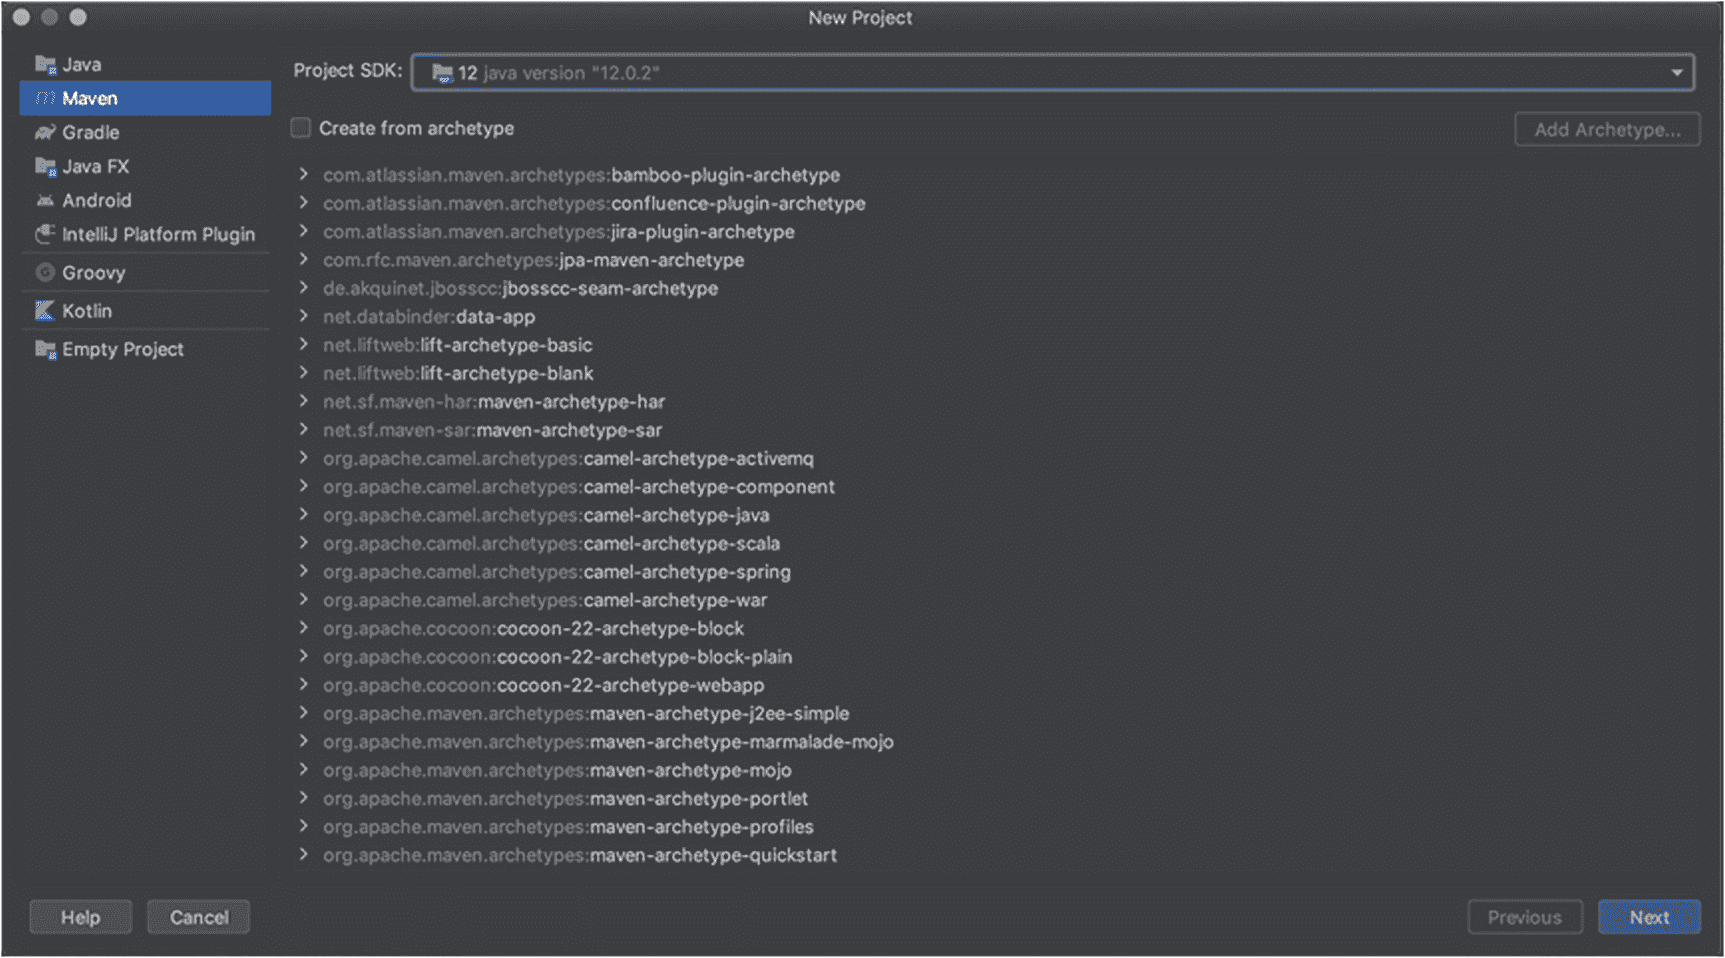 New Project
Java
Maven
Gradle
Java FX
Android
IntelliJ Platform Plugin
Groovy
Kotlin
Empty Project
Project SDK: 12 java version "12.0.2"
Create from archetype
Add Archetype...
com.atlassian.maven.archetypes:bamboo-plugin-archetype
com.atlassian.maven.archetypes:confluence-plugin-archetype
com.atlassian.maven.archetypes:jira-plugin-archetype
com.rfc.maven.archetypes:jpa-maven-archetype
de.akquinet.jbosscc:jbosscc-seam-archetype
net.databinder:data-app
net.liftweb:lift-archetype-basic
net.liftweb:lift-archetype-blank
net.sf.maven-har:maven-archetype-har
net.sf.maven-sar:maven-archetype-sar
org.apache.camel.archetypes:camel-archetype-activemq
org.apache.camel.archetypes:camel-archetype-component
org.apache.camel.archetypes:camel-archetype-java
org.apache.camel.archetypes:camel-archetype-scala
org.apache.camel.archetypes:camel-archetype-spring
org.apache.camel.archetypes:camel-archetype-war
org.apache.cocoon:cocoon-22-archetype-block
org.apache.cocoon:cocoon-22-archetype-block-plain
org.apache.cocoon:cocoon-22-archetype-webapp
org.apache.maven.archetypes:maven-archetype-j2ee-simple
org.apache.maven.archetypes:maven-archetype-marmalade-mojo
org.apache.maven.archetypes:maven-archetype-mojo
org.apache.maven.archetypes:maven-archetype-portlet
org.apache.maven.archetypes:maven-archetype-profiles
org.apache.maven.archetypes:maven-archetype-quickstart
Help
Cancel
Previous
Next